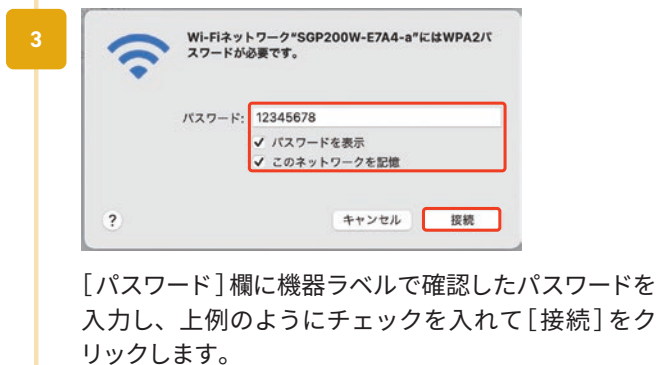 3
Wi-Fiネットワーク"SGP200W-E7A4-a"にはWPA2パ
スワードが必要です。
パスワード: 12345678
パスワードを表示
このネットワークを記憶
? キャンセル 接続
[パスワード]欄に機器ラベルで確認したパスワードを
入力し、上例のようにチェックを入れて[接続]をク
リックします。